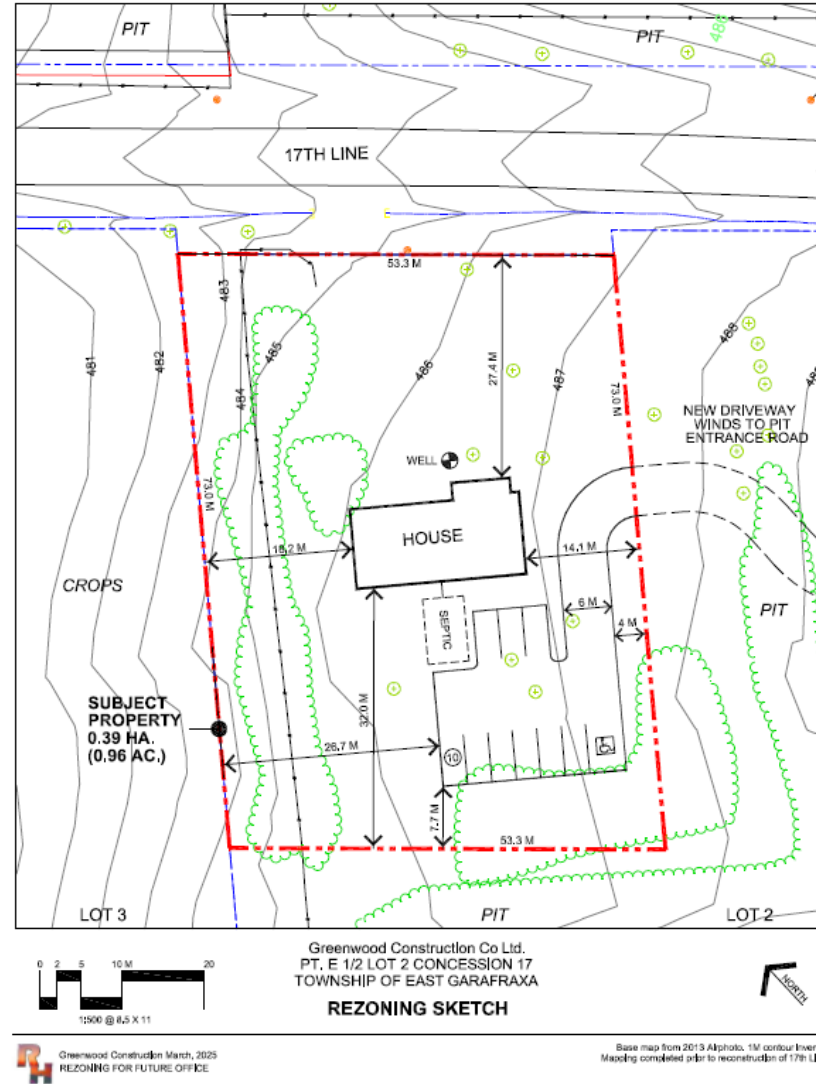 PIT
PIT
488
17TH LINE
53.3 M
483
485
484
481
482
486
487
488
27.4 M
73.0 M
NEW DRIVEWAY
WINDS TO PIT
ENTRANCE ROAD
WELL
73.0 M
HOUSE
18.2 M
14.1 M
CROPS
SEPTIC
6 M
4 M
PIT
SUBJECT
PROPERTY
0.39 HA.
(0.96 AC.)
32.0 M
26.7 M
10
7.7 M
53.3 M
LOT 3
PIT
LOT 2
0 2 5 10 M 20
1:500 @ 8.5 X 11
Greenwood Construction Co Ltd.
PT. E 1/2 LOT 2 CONCESSION 17
TOWNSHIP OF EAST GARAFRAXA
REZONING SKETCH
NORTH
RH
Greenwood Construction March, 2025
REZONING FOR FUTURE OFFICE
Base map from 2013 Airphoto. 1M contour
Mapping completed prior to reconstruction of 17th